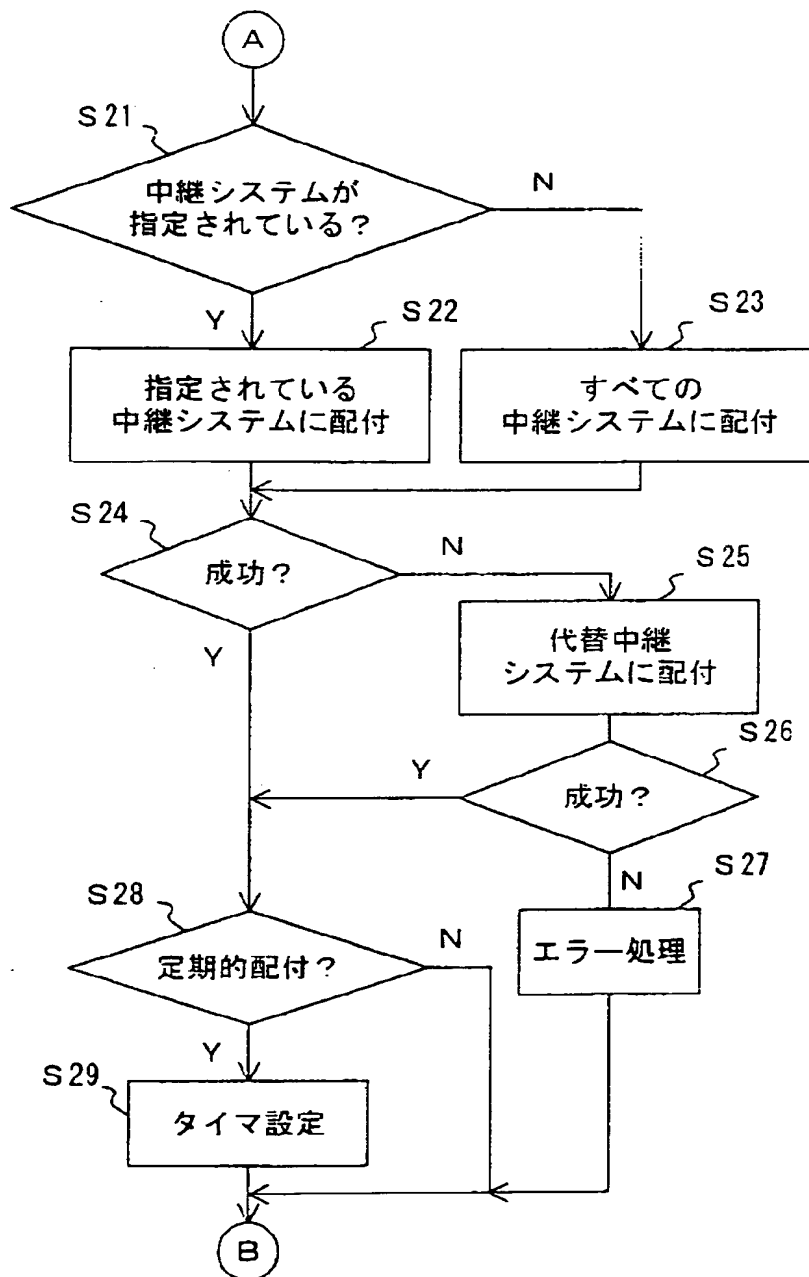 A
S21
中継システムが
指定されている?
N
Y
S22
S23
指定されている
中継システムに配付
すべての
中継システムに配付
S24
成功?
N
S25
Y
代替中継
システムに配付
S26
Y
成功?
S27
N
S28
エラー処理
定期的配付?
N
Y
S29
タイマ設定
B